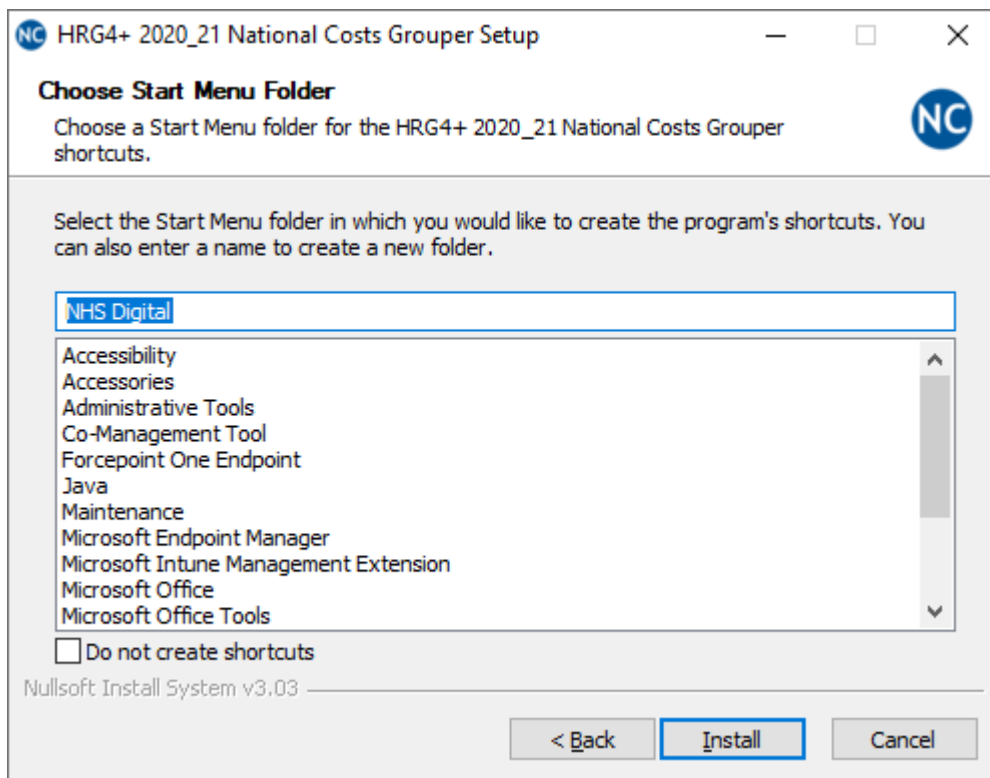 NC HRG4+ 2020_21 National Costs Grouper Setup
Choose Start Menu Folder
Choose a Start Menu folder for the HRG4+ 2020_21 National Costs Grouper
shortcuts.
NC
Select the Start Menu folder in which you would like to create the program's shortcuts. You
can also enter a name to create a new folder.
NHS Digital
Accessibility
Accessories
Administrative Tools
Co-Management Tool
Forcepoint One Endpoint
Java
Maintenance
Microsoft Endpoint Manager
Microsoft Intune Management Extension
Microsoft Office
Microsoft Office Tools
Do not create shortcuts
Nullsoft Install System v3.03
< Back Install Cancel